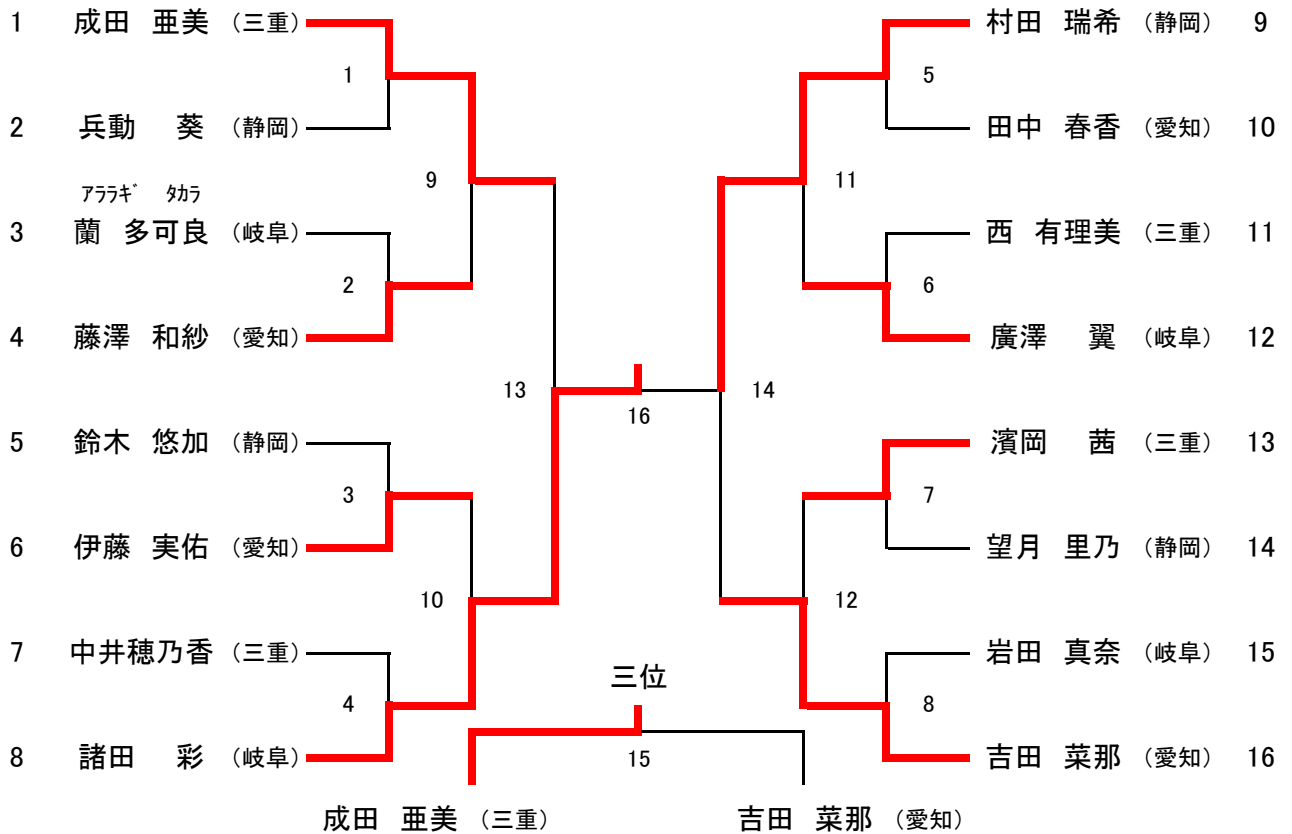 1 成田 亜美 (三重) 村田 瑞希 (静岡) 9
1 5
2 兵動 葵 (静岡) 田中 春香 (愛知) 10
アララギ タカラ 9 11
3 蘭 多可良 (岐阜) 西 有理美 (三重) 11
2 6
4 藤澤 和紗 (愛知) 廣澤 翼 (岐阜) 12
13 14
16
5 鈴木 悠加 (静岡) 濱岡 茜 (三重) 13
3 7
6 伊藤 実佑 (愛知) 望月 里乃 (静岡) 14
10 12
7 中井穂乃香 (三重) 岩田 真奈 (岐阜) 15
三位
4 8
8 諸田 彩 (岐阜) 15 吉田 菜那 (愛知) 16
成田 亜美 (三重) 吉田 菜那 (愛知)